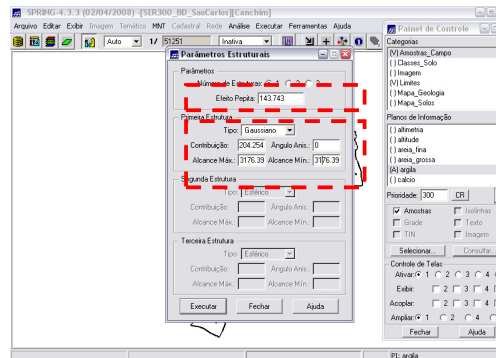 SPRING-4.3.3 (02/04/2008) -[SER300_BD_SaoCarlos][Canchim]
Arquivo Editar Exibir Imagem Temático MNT Cadastral Rede Análise Executar Ferramentas Ajuda
Auto 1/ 51251 Inativa
Parâmetros Estruturais
Parâmetros
Número de Estruturas: 1 2 3
Efeito Pepita: 143.743
Primeira Estrutura
Tipo: Gaussiano
Contribuição: 204.254 Ângulo Anis.: 0
Alcance Máx.: 3176.39 Alcance Mín.: 3176.39
Segunda Estrutura
Tipo: Esférico
Contribuição: Ângulo Anis.:
Alcance Máx.: Alcance Mín.:
Terceira Estrutura
Tipo: Esférico
Contribuição: Ângulo Anis.:
Alcance Máx.: Alcance Mín.:
Executar Fechar Ajuda
Painel de Controle
Categorias
(V) Amostras_Campo
( ) Classes_Solo
( ) Imagem
(V) Limites
( ) Mapa_Geologia
( ) Mapa_Solos
Planos de Informação
( ) altimetria
( ) altitude
( ) areia_fina
( ) areia_grossa
(A) argila
( ) calcio
Prioridade: 300 CR
Amostras Isolinhas
Grade Texto
TIN Imagem
Selecionar... Consultar...
Controle de Telas
Ativar: 1 2 3 4
Exibir: 2 3 4
Acoplar: 2 3 4
Ampliar: 1 2 4
Fechar Ajuda
PI: argila